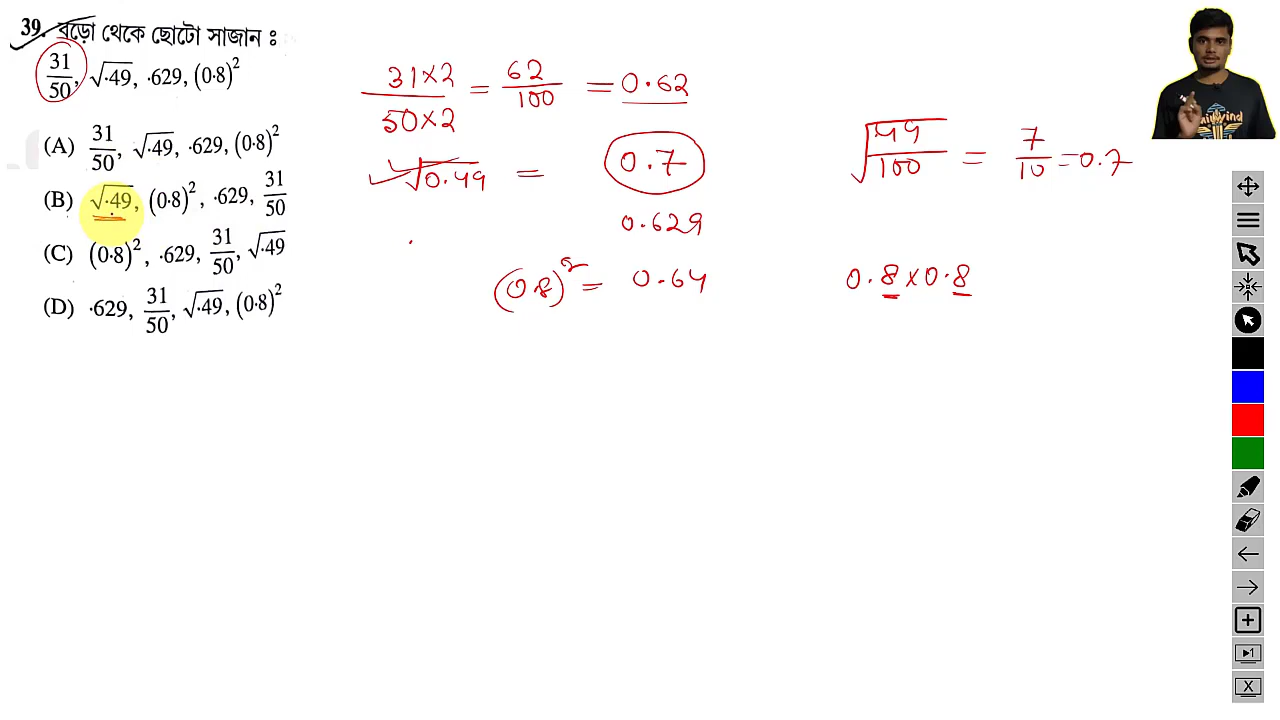 39. বড়ো থেকে ছোটো সাজান :
31/50, √·49, ·629, (0·8)²
(A) 31/50, √·49, ·629, (0·8)²
(B) √·49, (0·8)², ·629, 31/50
(C) (0·8)², ·629, 31/50, √·49
(D) ·629, 31/50, √·49, (0·8)²
31×2/50×2 = 62/100 = 0.62
√0.49 = 0.7
√49/100 = 7/10 = 0.7
0.629
(0.8)² = 0.64
0.8×0.8